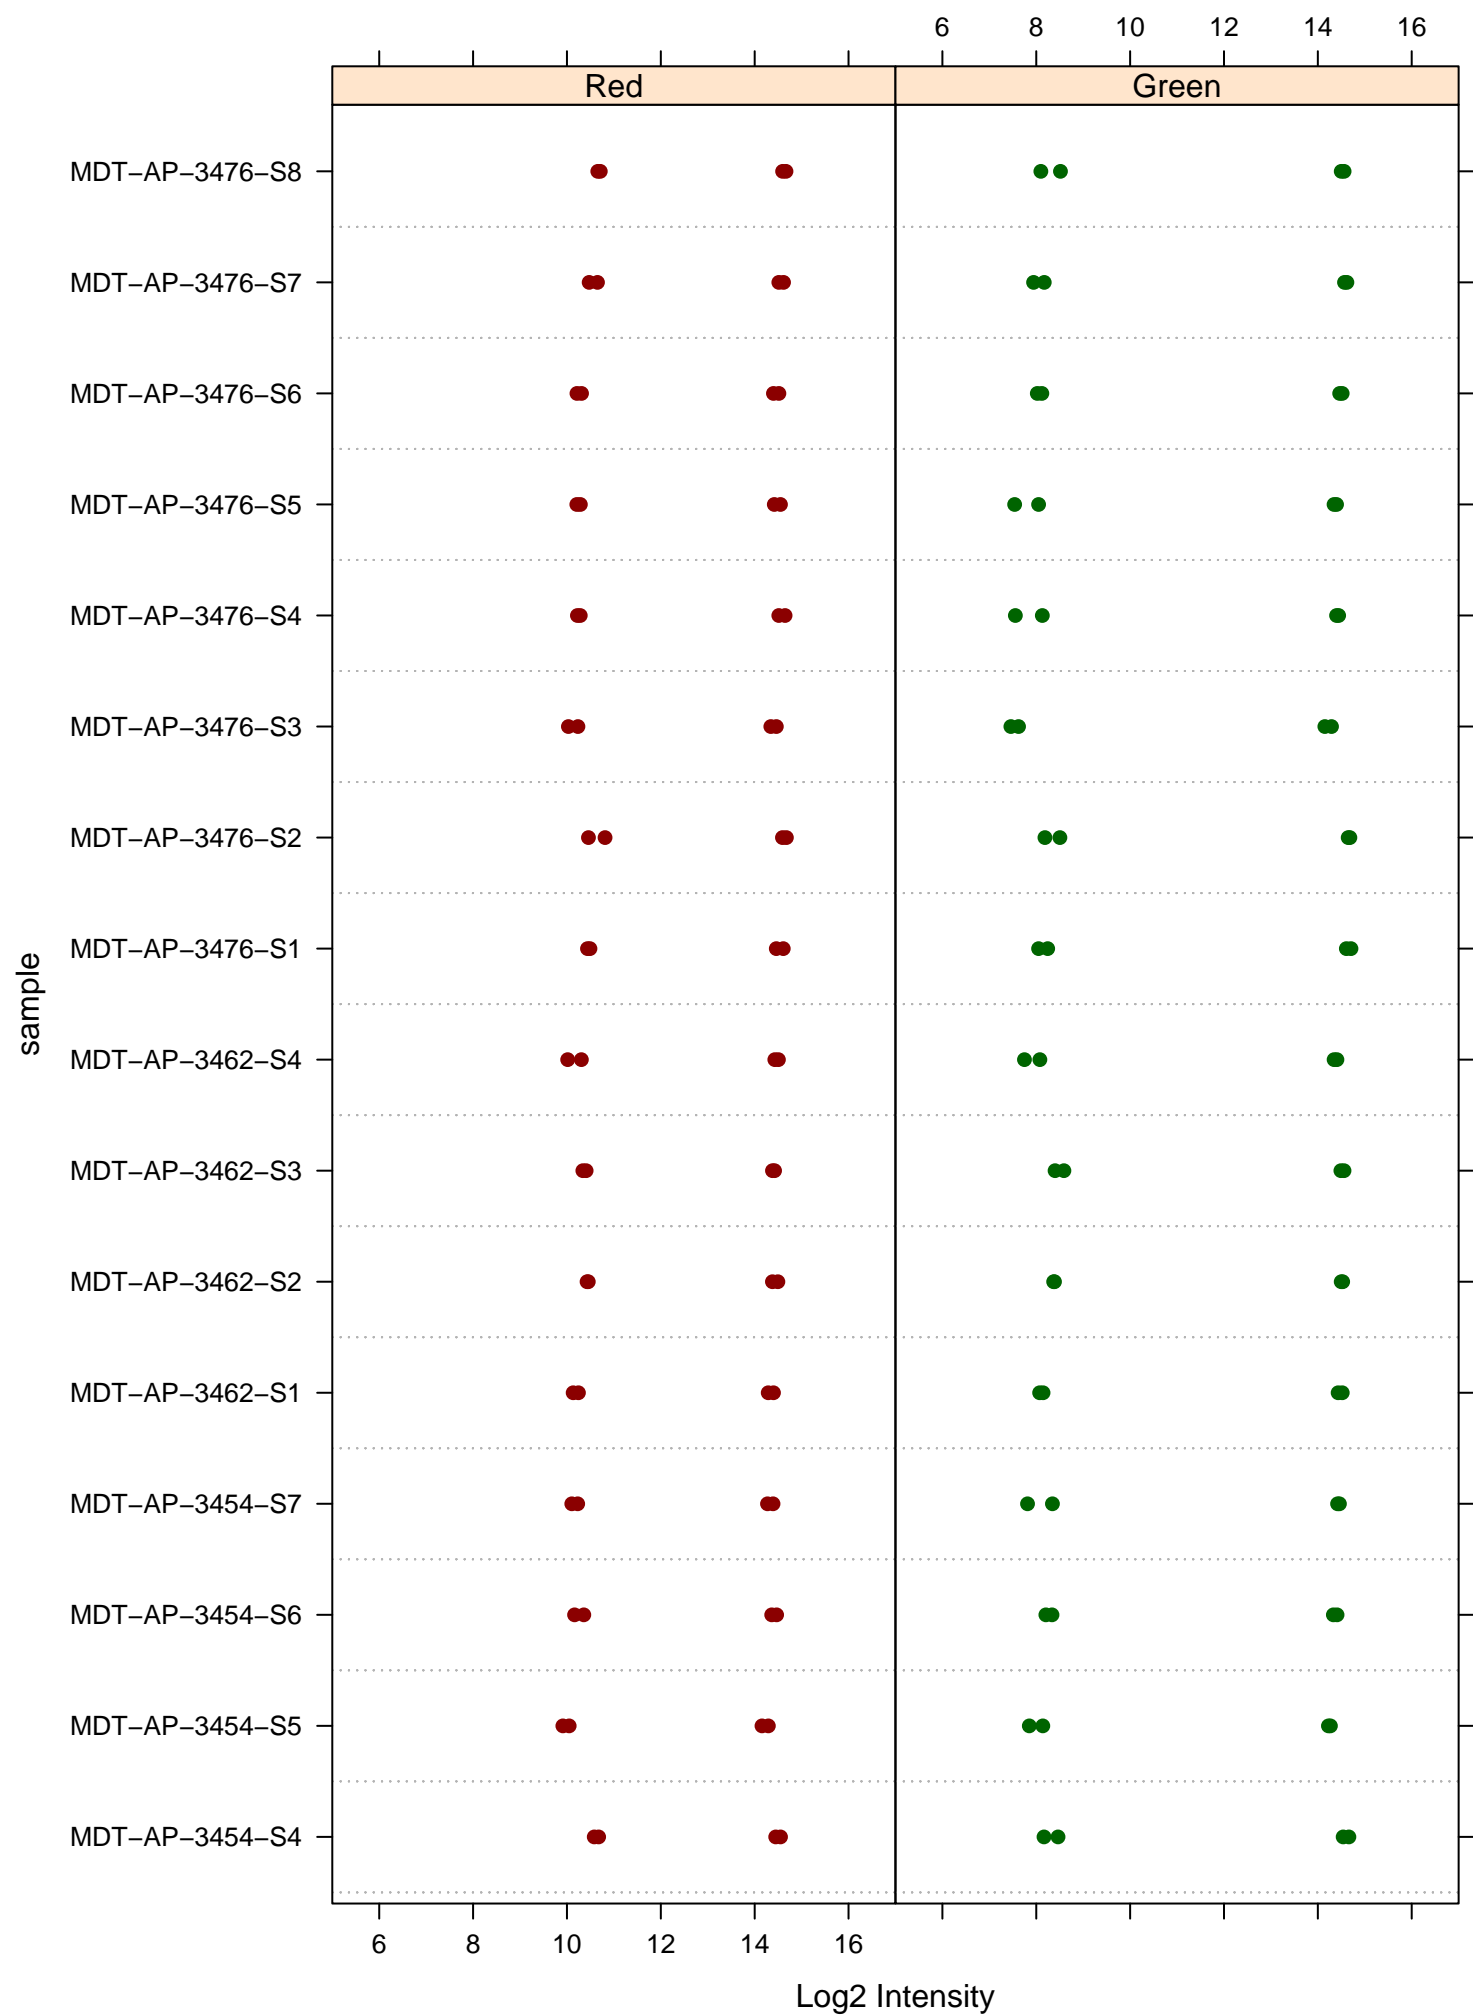 6 8 10 12 14 16
Red Green
MDT−AP−3476−S8
MDT−AP−3476−S7
MDT−AP−3476−S6
MDT−AP−3476−S5
MDT−AP−3476−S4
MDT−AP−3476−S3
MDT−AP−3476−S2
MDT−AP−3476−S1
sample
MDT−AP−3462−S4
MDT−AP−3462−S3
MDT−AP−3462−S2
MDT−AP−3462−S1
MDT−AP−3454−S7
MDT−AP−3454−S6
MDT−AP−3454−S5
MDT−AP−3454−S4
6 8 10 12 14 16
Log2 Intensity